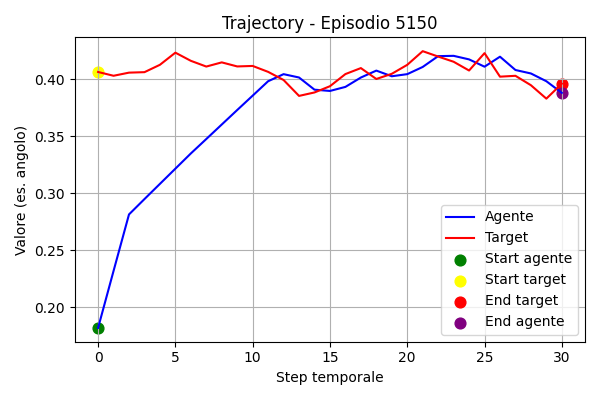 Trajectory - Episodio 5150
Valore (es. angolo)
0.40
0.35
0.30
0.25
0.20
Agente
Target
Start agente
Start target
End target
End agente
0 5 10 15 20 25 30
Step temporale